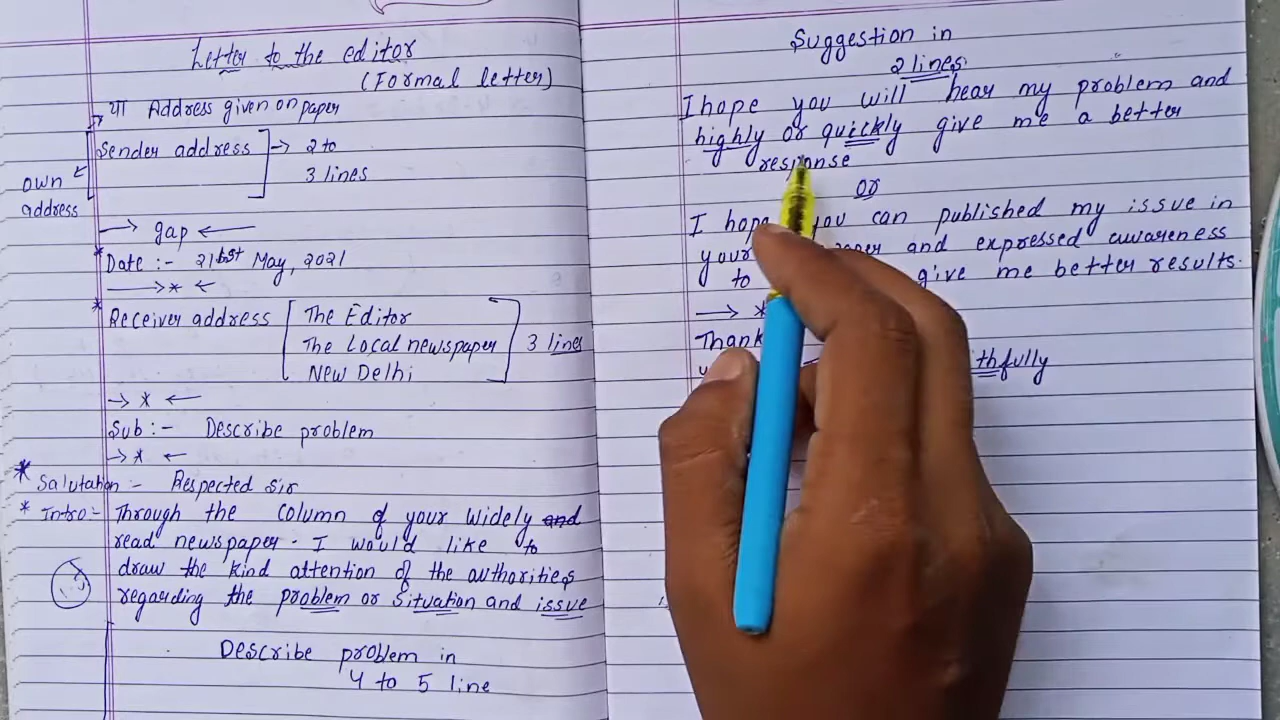 Letter to the editor
(Formal letter)
या Address given on paper
Sender address → 2 to
3 lines
own
address
→ gap ←
* Date :- 21st May, 2021
→ * ←
* Receiver address The Editor
The Local newspaper 3 lines
New Delhi
→ * ←
Sub :- Describe problem
→ * ←
* Salutation :- Respected Sir
* Intro :- Through the column of your widely and
read newspaper. I would like to
draw the kind attention of the authorities
regarding the problem or situation and issue
Describe problem in
4 to 5 line
Suggestion in
2 lines
I hope you will hear my problem and
highly or quickly give me a better
response
or
I hope you can published my issue in
your and expressed awareness
to give me better results.
→ *
Thank